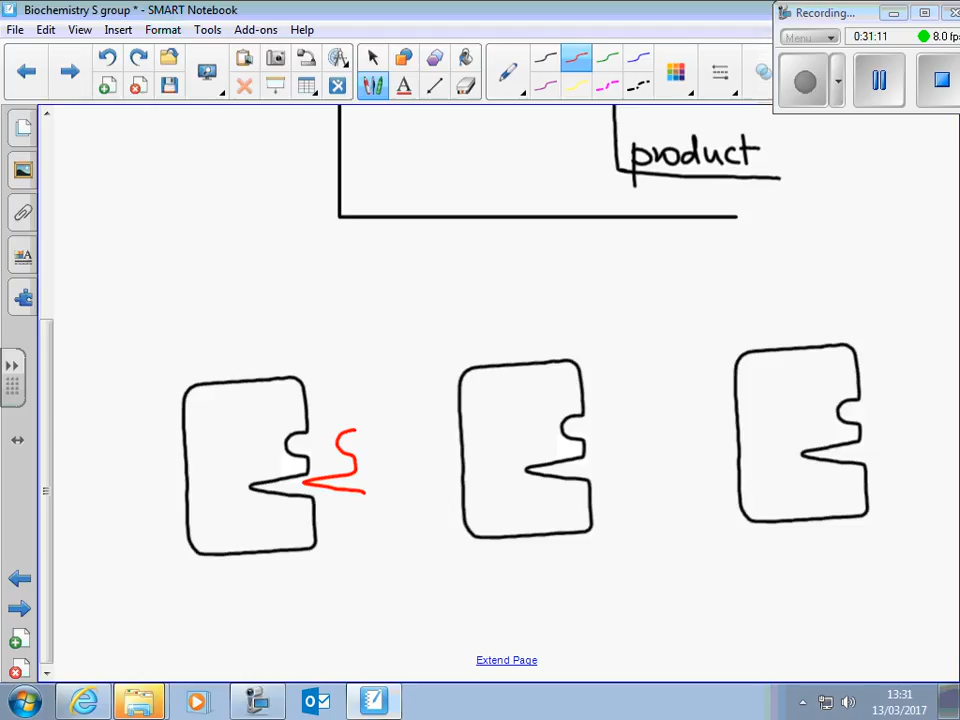 Biochemistry S group * - SMART Notebook
Recording...
File Edit View Insert Format Tools Add-ons Help
Menu
0:31:11
8.0 fp
product
Extend Page
13:31
13/03/2017